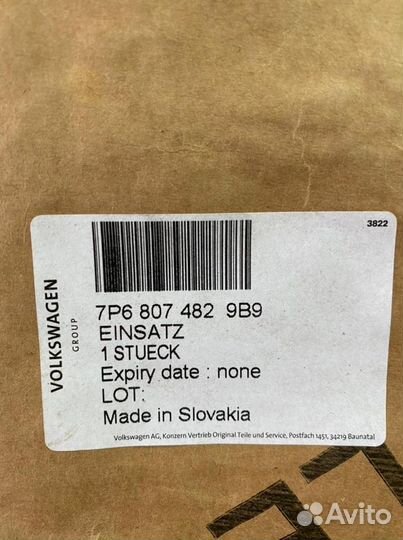 3822
VOLKSWAGEN
GROUP
7P6 807 482 9B9
EINSATZ
1 STUECK
Expiry date : none
LOT:
Made in Slovakia
Volkswagen AG, Konzern Vertrieb Original Teile und Service, Postfach 1451, 34219 Baunatal
Avito